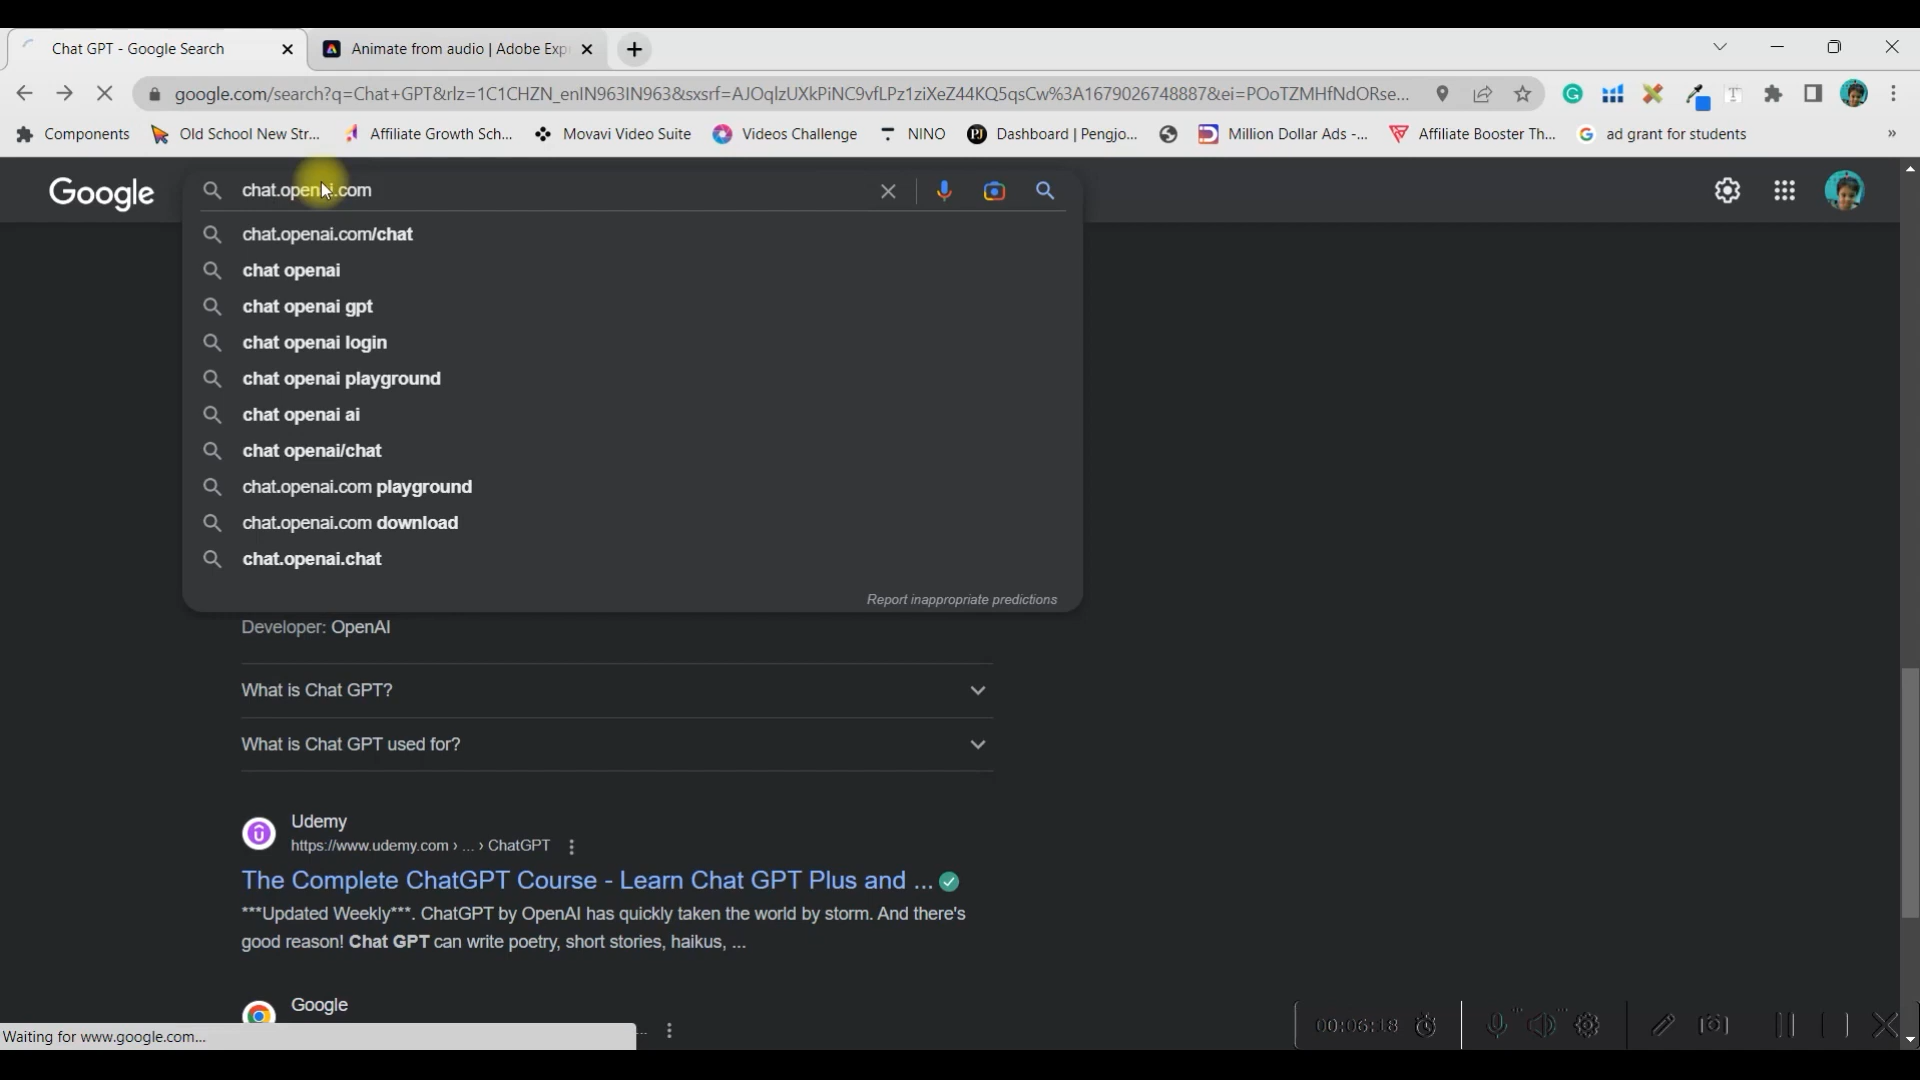 Chat GPT - Google Search
Animate from audio | Adobe Exp
google.com/search?q=Chat+GPT&rlz=1C1CHZN_enIN963IN963&sxsrf=AJOqlzUXkPiNC9vfLPz1ziXeZ44KQ5qsCw%3A1679026748887&ei=POoTZMHfNdORse...
Components
Old School New Str...
Affiliate Growth Sch...
Movavi Video Suite
Videos Challenge
NINO
Dashboard | Pengjo...
Million Dollar Ads -...
Affiliate Booster Th...
ad grant for students
»
Google
chat.openai.com
chat.openai.com/chat
chat openai
chat openai gpt
chat openai login
chat openai playground
chat openai ai
chat openai/chat
chat.openai.com playground
chat.openai.com download
chat.openai.chat
Report inappropriate predictions
Developer: OpenAI
What is Chat GPT?
What is Chat GPT used for?
Udemy
https://www.udemy.com › ... › ChatGPT
The Complete ChatGPT Course - Learn Chat GPT Plus and ...
***Updated Weekly***. ChatGPT by OpenAI has quickly taken the world by storm. And there's
good reason! Chat GPT can write poetry, short stories, haikus, ...
Google
Waiting for www.google.com...
00:06:18